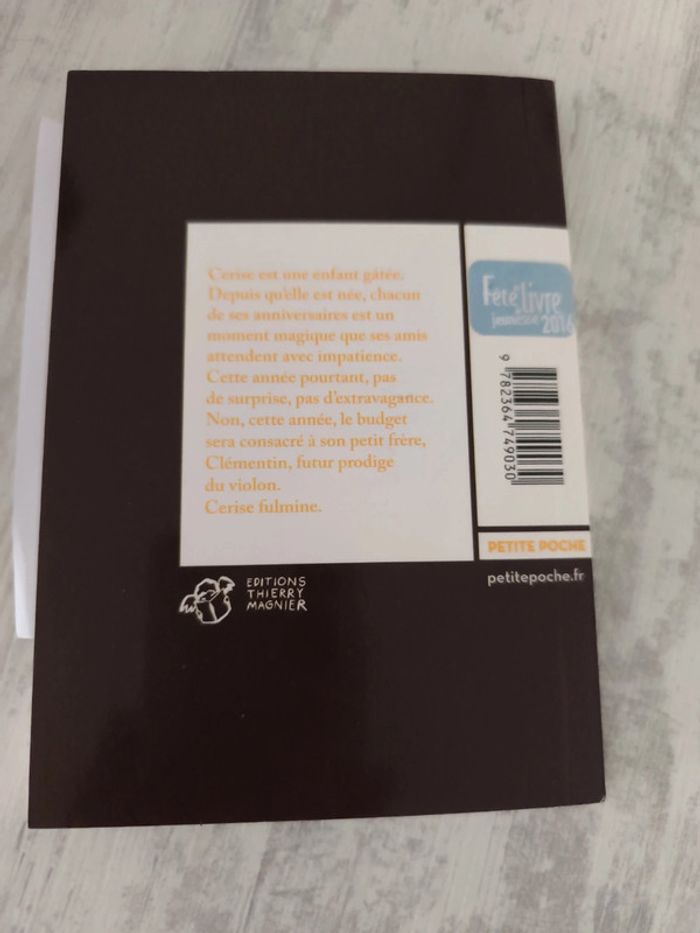 Cerise est une enfant gâtée.
Depuis qu'elle est née, chacun
de ses anniversaires est un
moment magique que ses amis
attendent avec impatience.
Cette année pourtant, pas
de surprise, pas d'extravagance.
Non, cette année, le budget
sera consacré à son petit frère,
Clémentin, futur prodige
du violon.
Cerise fulmine.
EDITIONS
THIERRY
MAGNIER
Fête livre
jeunesse 2016
9 782364 749030
PETITE POCHE
petitepoche.fr